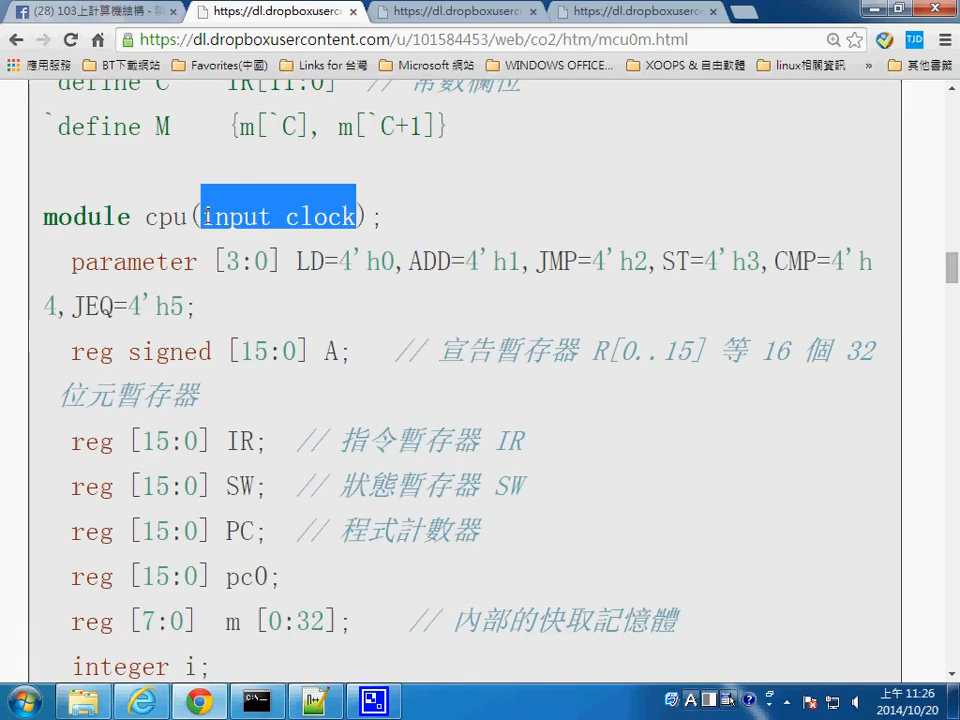 (28) 103上計算機結構 -
https://dl.dropboxuserc
https://dl.dropboxuserc
https://dl.dropboxuserc
https://dl.dropboxusercontent.com/u/101584453/web/co2/htm/mcu0m.html
應用服務 BT下載網站 Favorites(中國) Links for 台灣 Microsoft 網站 WINDOWS OFFICE... XOOPS & 自由軟體 linux相關資訊 » 其他書籤
`define C IR[11:0] // 常數欄位
`define M {m[`C], m[`C+1]}
module cpu(input clock);
parameter [3:0] LD=4'h0,ADD=4'h1,JMP=4'h2,ST=4'h3,CMP=4'h
4,JEQ=4'h5;
reg signed [15:0] A; // 宣告暫存器 R[0..15] 等 16 個 32
位元暫存器
reg [15:0] IR; // 指令暫存器 IR
reg [15:0] SW; // 狀態暫存器 SW
reg [15:0] PC; // 程式計數器
reg [15:0] pc0;
reg [7:0] m [0:32]; // 內部的快取記憶體
integer i;
上午 11:26
2014/10/20